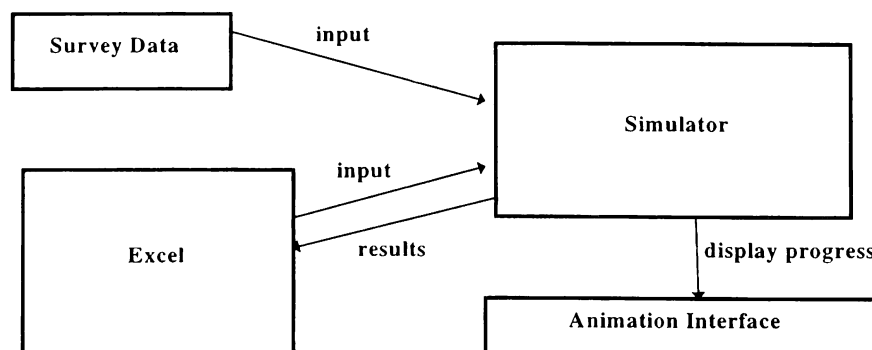 Survey Data
input
Simulator
input
Excel
results
display progress
Animation Interface